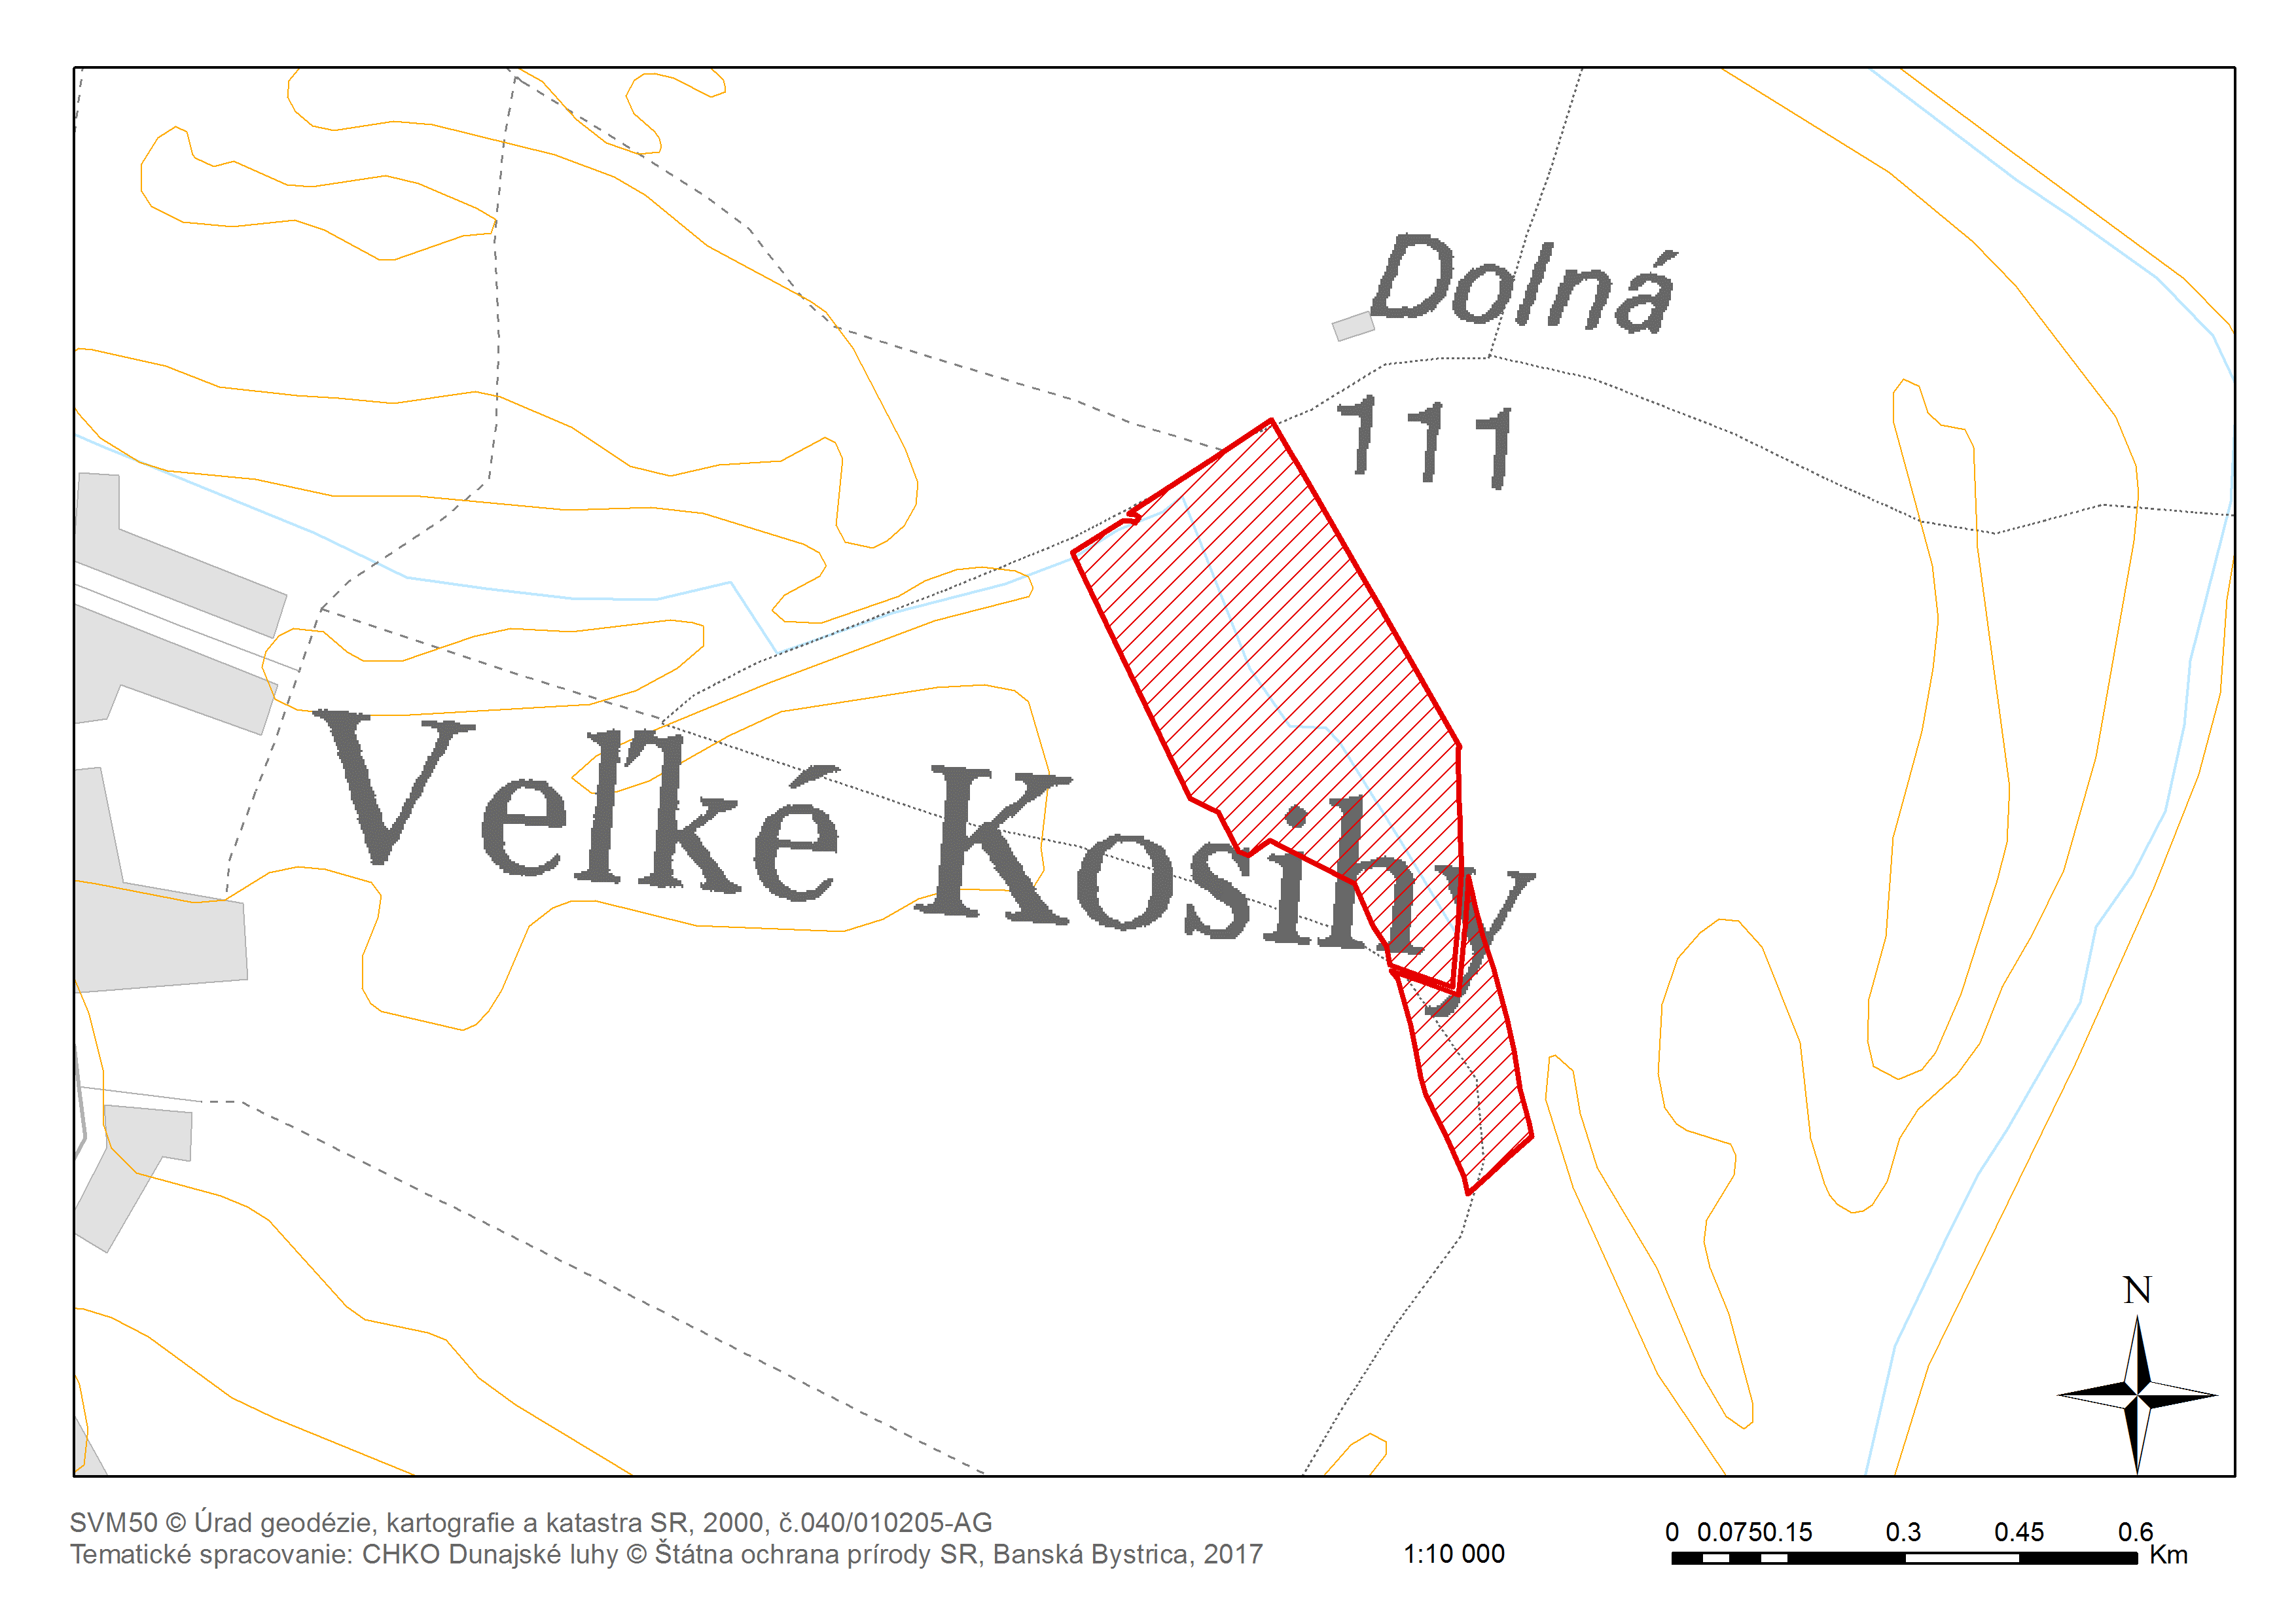 Dolná
111
Veľké Kosihy
N
SVM50 © Úrad geodézie, kartografie a katastra SR, 2000, č.040/010205-AG
Tematické spracovanie: CHKO Dunajské luhy © Štátna ochrana prírody SR, Banská Bystrica, 2017
1:10 000
0 0.0750.15 0.3 0.45 0.6
Km